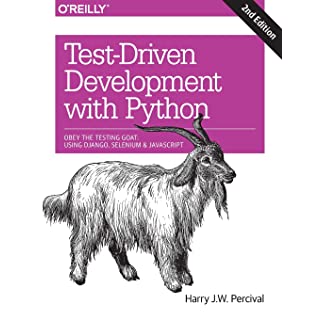 O'REILLY®
2nd Edition
Test-Driven
Development
with Python
OBEY THE TESTING GOAT:
USING DJANGO, SELENIUM & JAVASCRIPT
Harry J.W. Percival